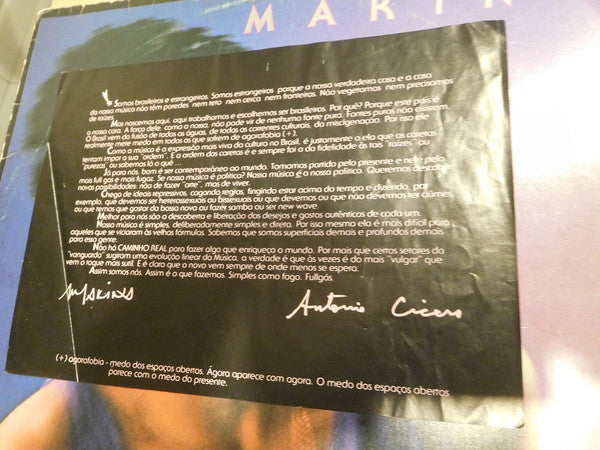 MARIN
Somos brasileiros e estrangeiros. Somos estrangeiros porque a nossa verdadeira casa e a casa
da nossa música não têm paredes nem teto nem cerca nem fronteiras. Não vegetamos nem precisamos
de raízes.
Mas nascemos aqui, aqui trabalhamos e escolhemos ser brasileiros. Por quê? Porque este país é
a nossa cara. A força dele, como a nossa, não pode vir de nenhuma fonte pura. Fontes puras não existem.
O Brasil vem da fusão de todas as águas, de todas as correntes culturais, da miscigenação. Por isso ele
realmente mete medo em todos os que sofrem de agorafobia (+).
Como a música é a expressão mais viva da cultura no Brasil, é justamente a ela que os caretas
tentam impor a sua "ordem". E a ordem dos caretas é e sempre foi a da fidelidade às tais "raízes" ou
"purezas" ou sabemos lá o quê...
Já para nós, bom é ser contemporâneo ao mundo. Tomamos partido pelo presente e nele pelo
mais full gas e mais fugaz. Se nossa música é política? Nossa música é a nossa política. Queremos descobrir
novas possibilidades: não de fazer "arte", mas de viver.
Chega de ideais repressivos, cagando regras, fingindo estar acima do tempo e dizendo, por
exemplo, que devemos ser heterossexuais ou bissexuais ou que devemos ou que não devemos ter ciúmes
ou que temos que gostar da bossa nova ou fazer samba ou ser new wave.
Melhor para nós são a descoberta e liberação dos desejos e gostos autênticos de cada um.
Nossa música é simples, deliberadamente simples e direta. Por isso mesmo ela é mais difícil para
aqueles que se viciaram às velhas fórmulas. Sabemos que somos superficiais demais e profundos demais
para essa gente.
Não há CAMINHO REAL para fazer algo que enriqueça o mundo. Por mais que certos setores da
"vanguarda" sugiram uma evolução linear da Música, a verdade é que às vezes é do mais "vulgar" que
vem o toque mais sutil. E é claro que o novo vem sempre de onde menos se espera.
Assim somos nós. Assim é o que fazemos. Simples como fogo. Fullgás.
MARINA
Antonio Cicero
(+) agorafobia - medo dos espaços abertos. Ágora aparece com agora. O medo dos espaços abertos
parece com o medo do presente.